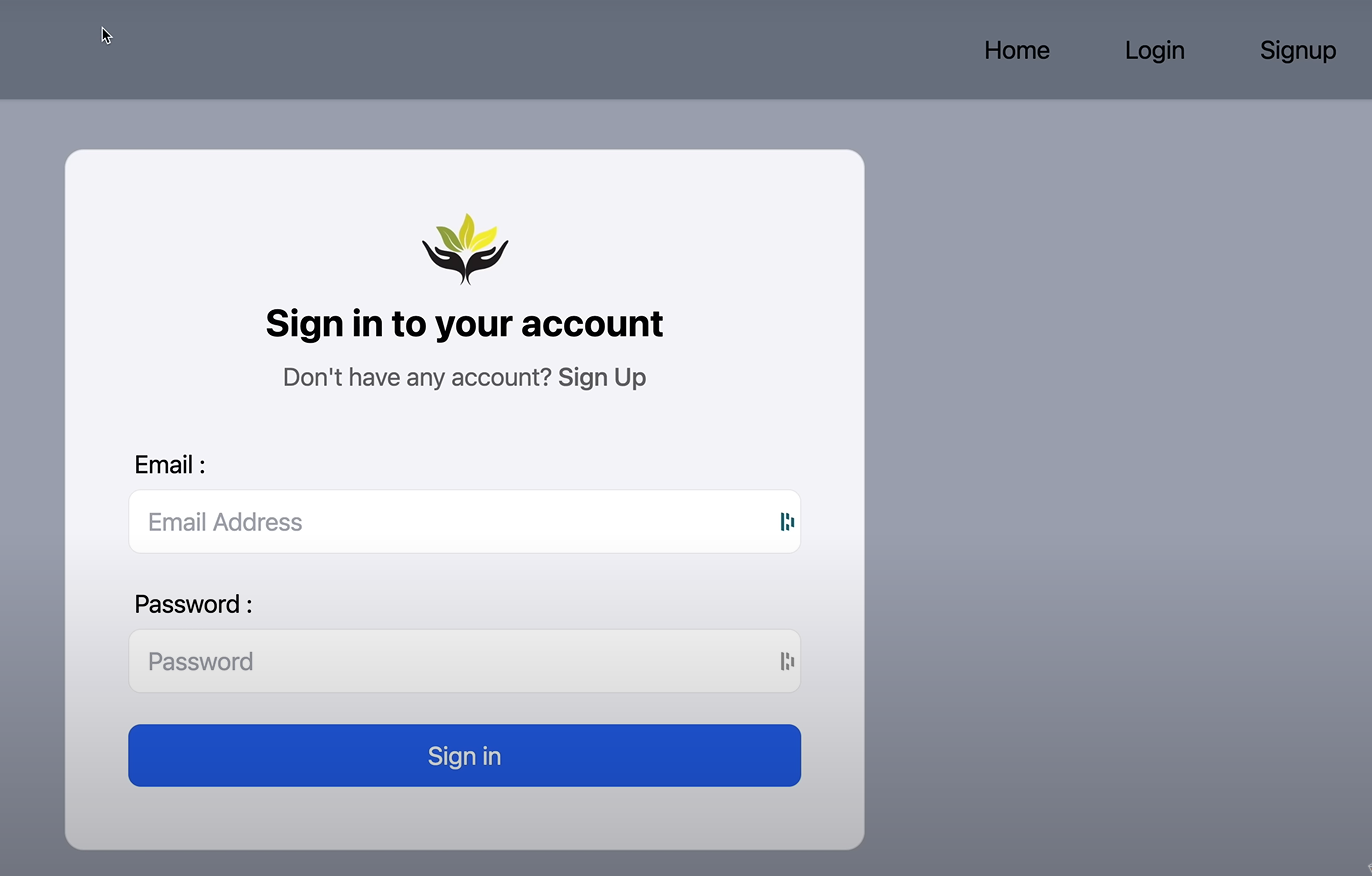 Home Login Signup
Sign in to your account
Don't have any account? Sign Up
Email :
Email Address
Password :
Password
Sign in